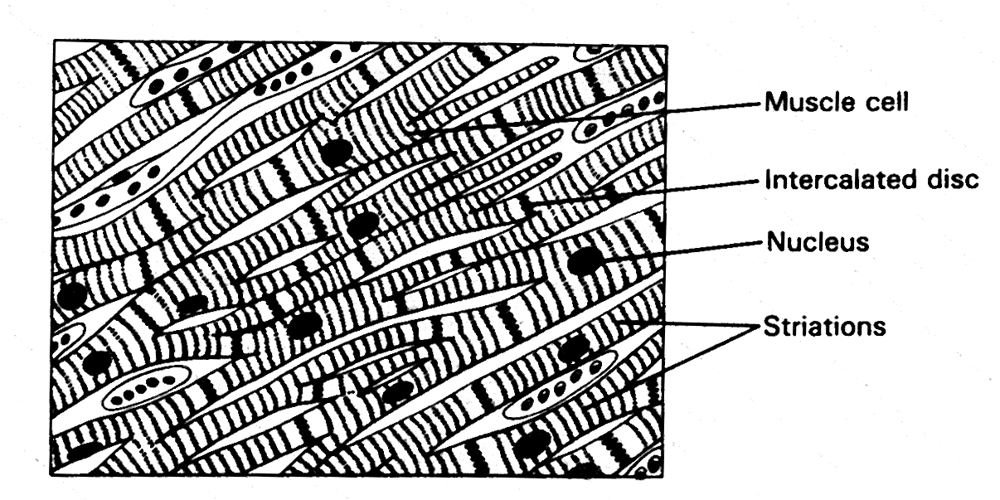 Muscle cell
Intercalated disc
Nucleus
Striations